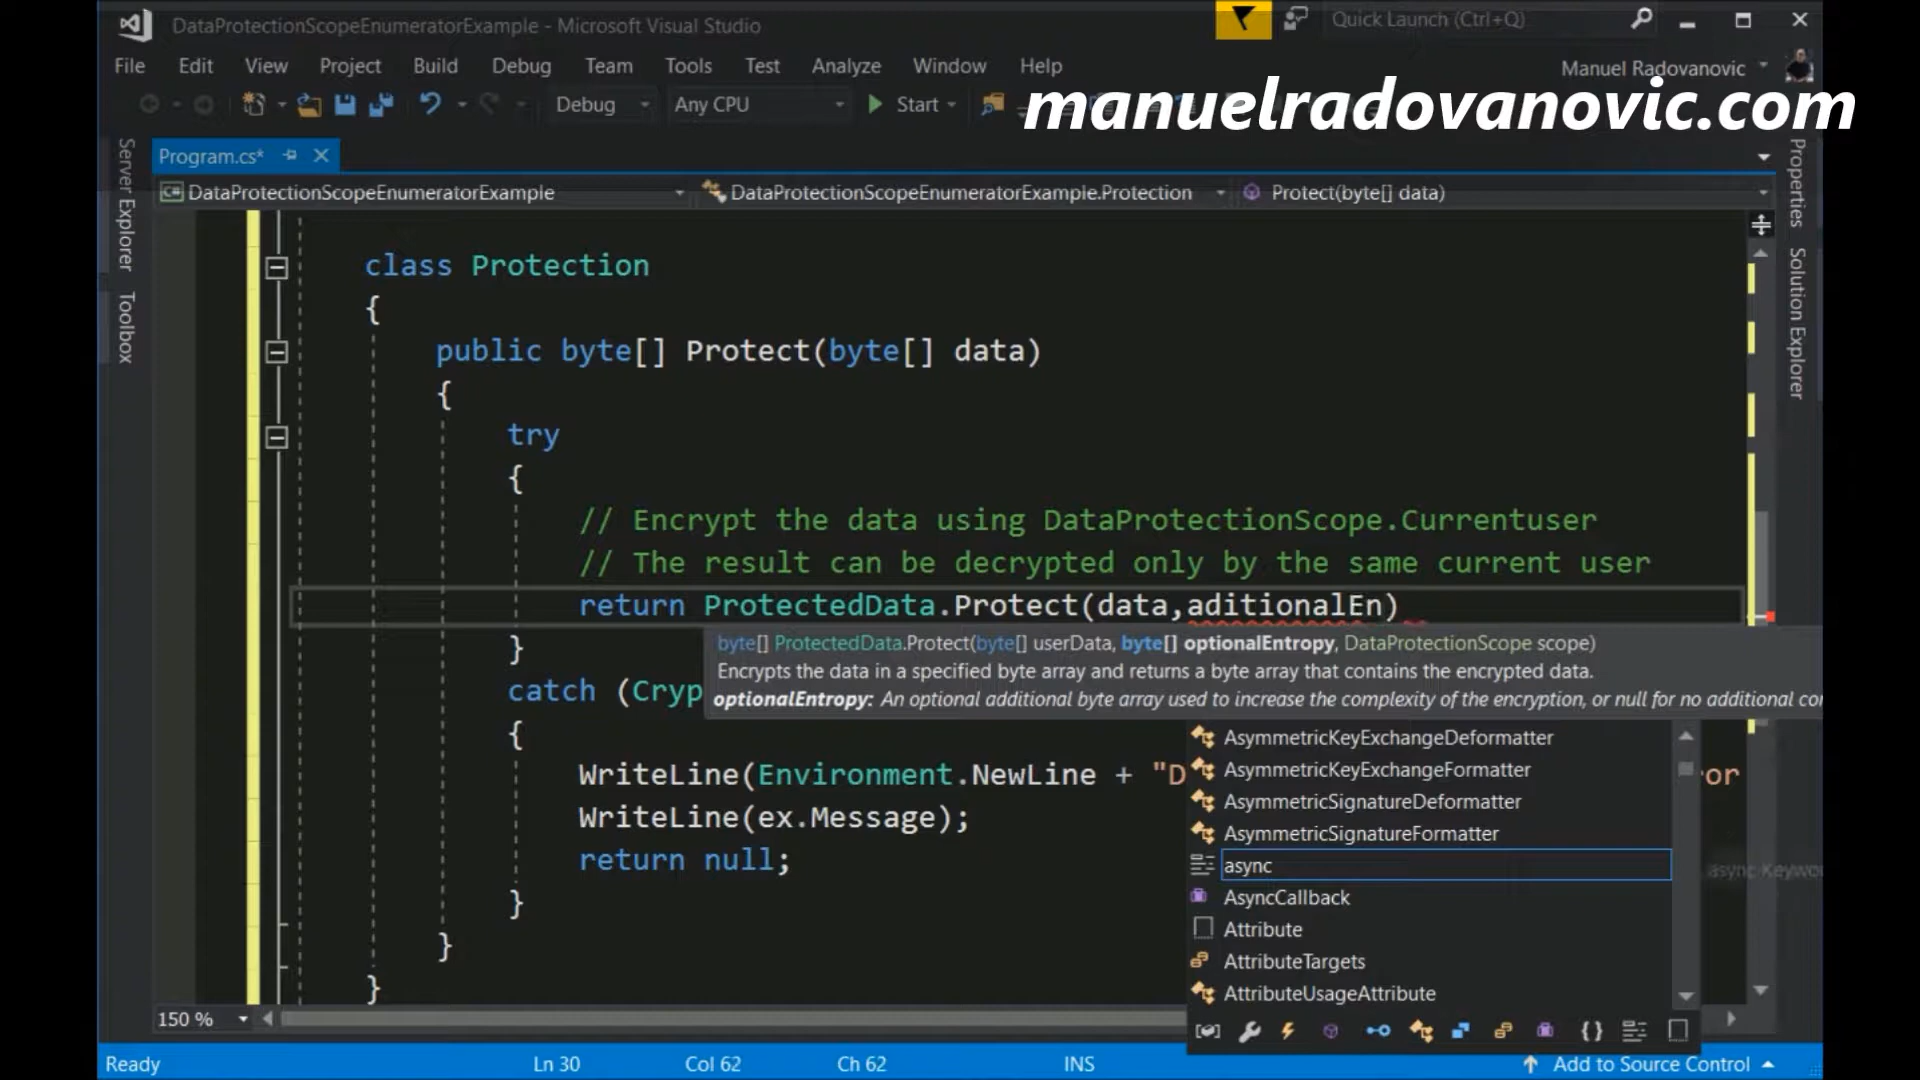 DataProtectionScopeEnumeratorExample - Microsoft Visual Studio
Quick Launch (Ctrl+Q)
File Edit View Project Build Debug Team Tools Test Analyze Window Help
Manuel Radovanovic
Debug Any CPU Start
manuelradovanovic.com
Program.cs*
DataProtectionScopeEnumeratorExample DataProtectionScopeEnumeratorExample.Protection Protect(byte[] data)
Server Explorer
Toolbox
Properties
Solution Explorer
class Protection
{
public byte[] Protect(byte[] data)
{
try
{
// Encrypt the data using DataProtectionScope.Currentuser
// The result can be decrypted only by the same current user
return ProtectedData.Protect(data,aditionalEn)
byte[] ProtectedData.Protect(byte[] userData, byte[] optionalEntropy, DataProtectionScope scope)
Encrypts the data in a specified byte array and returns a byte array that contains the encrypted data.
optionalEntropy: An optional additional byte array used to increase the complexity of the encryption, or null for no additional co
}
catch (Cryp
{
WriteLine(Environment.NewLine + "D
or
WriteLine(ex.Message);
return null;
}
}
}
AsymmetricKeyExchangeDeformatter
AsymmetricKeyExchangeFormatter
AsymmetricSignatureDeformatter
AsymmetricSignatureFormatter
async
async Keywo
AsyncCallback
Attribute
AttributeTargets
AttributeUsageAttribute
150 %
Ready Ln 30 Col 62 Ch 62 INS Add to Source Control